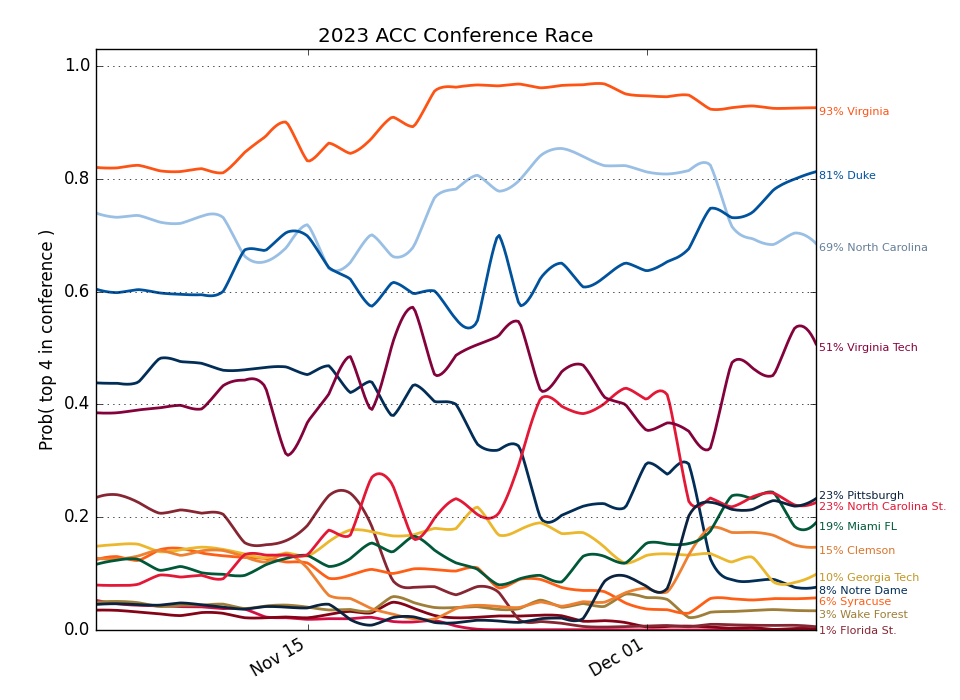 2023 ACC Conference Race
Prob( top 4 in conference )
1.0
0.8
0.6
0.4
0.2
0.0
Nov 15
Dec 01
93% Virginia
81% Duke
69% North Carolina
51% Virginia Tech
23% Pittsburgh
23% North Carolina St.
19% Miami FL
15% Clemson
10% Georgia Tech
8% Notre Dame
6% Syracuse
3% Wake Forest
1% Florida St.